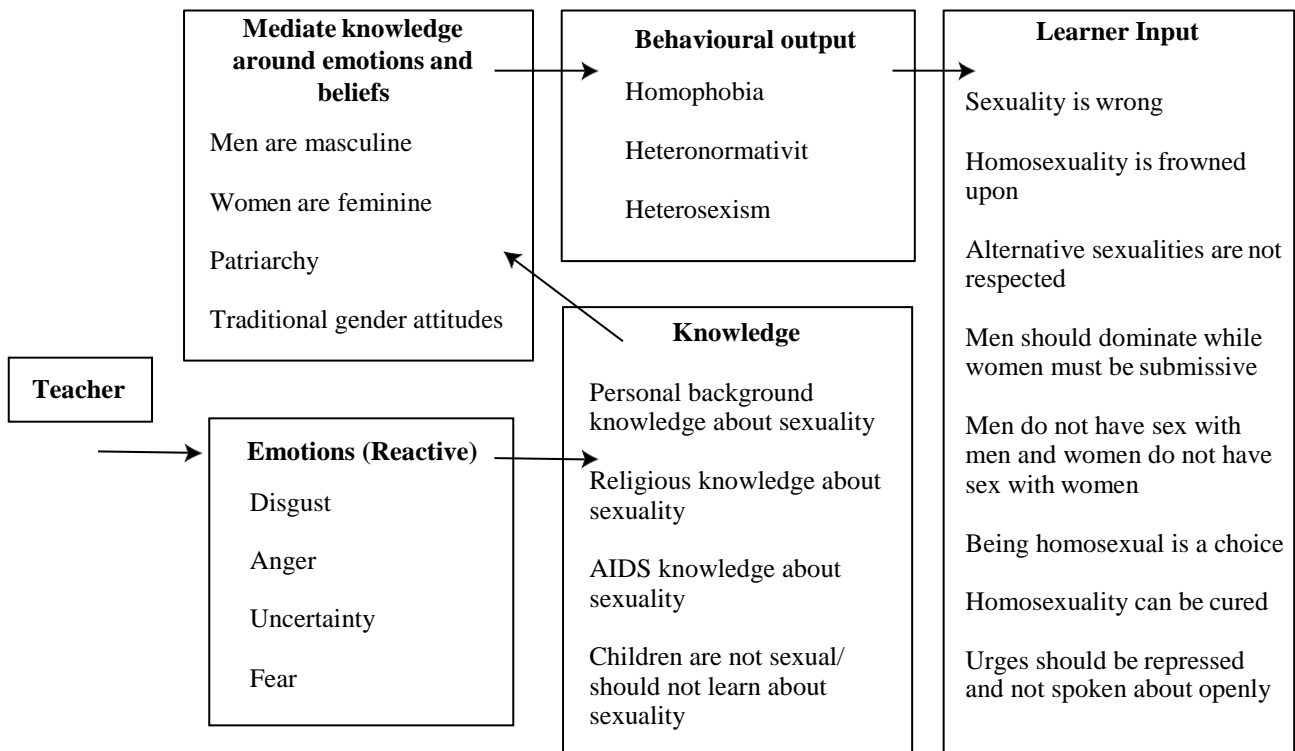 Mediate knowledge
around emotions and
beliefs
Men are masculine
Women are feminine
Patriarchy
Traditional gender attitudes
Behavioural output
Homophobia
Heteronormativit
Heterosexism
Learner Input
Sexuality is wrong
Homosexuality is frowned
upon
Alternative sexualities are not
respected
Men should dominate while
women must be submissive
Men do not have sex with
men and women do not have
sex with women
Being homosexual is a choice
Homosexuality can be cured
Urges should be repressed
and not spoken about openly
Teacher
Emotions (Reactive)
Disgust
Anger
Uncertainty
Fear
Knowledge
Personal background
knowledge about sexuality
Religious knowledge about
sexuality
AIDS knowledge about
sexuality
Children are not sexual/
should not learn about
sexuality